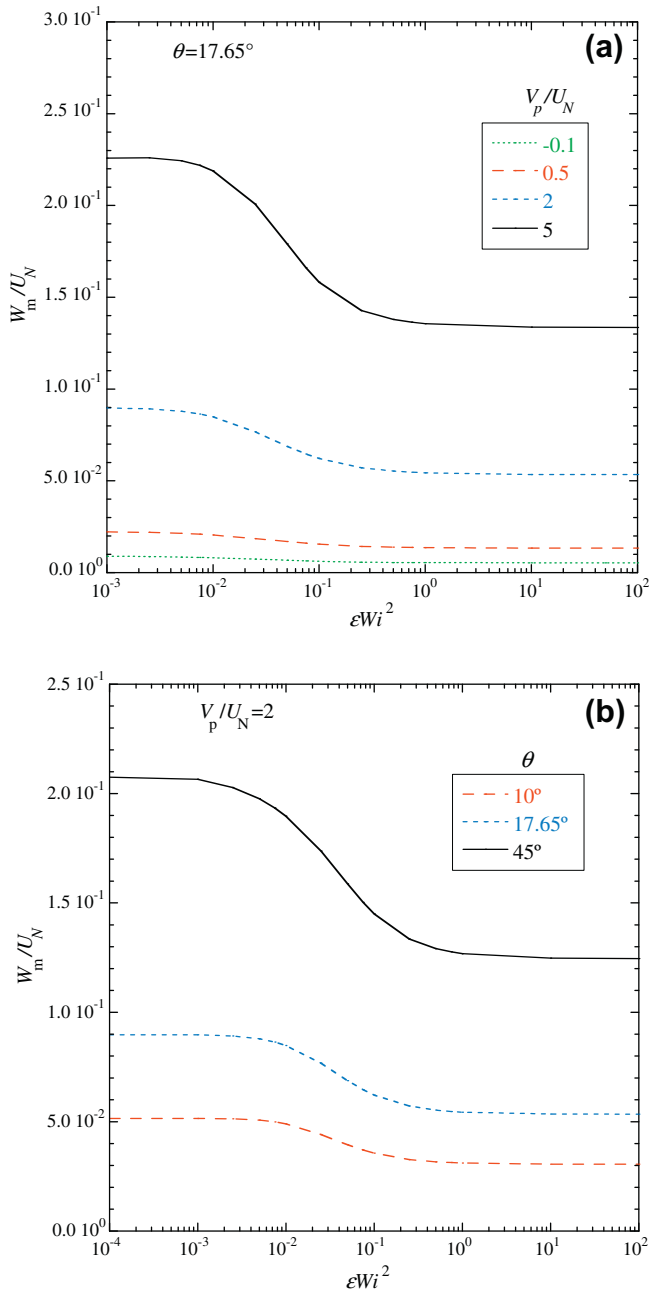 3.0 10⁻¹
(a)
θ=17.65°
V_p/U_N
-0.1
0.5
2
5
2.5 10⁻¹
2.0 10⁻¹
1.5 10⁻¹
1.0 10⁻¹
5.0 10⁻²
0.0 10⁰
W_m/U_N
10⁻³ 10⁻² 10⁻¹ 10⁰ 10¹ 10²
εWi²
2.5 10⁻¹
(b)
V_p/U_N=2
θ
10º
17.65º
45º
2.0 10⁻¹
1.5 10⁻¹
1.0 10⁻¹
5.0 10⁻²
0.0 10⁰
W_m/U_N
10⁻⁴ 10⁻³ 10⁻² 10⁻¹ 10⁰ 10¹ 10²
εWi²